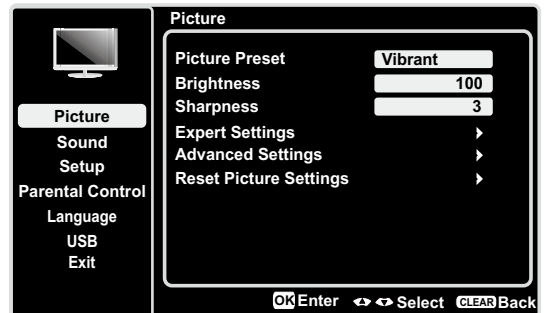 Picture
Picture Preset Vibrant
Brightness 100
Sharpness 3
Expert Settings
Advanced Settings
Reset Picture Settings
Picture
Sound
Setup
Parental Control
Language
USB
Exit
OK Enter Select CLEAR Back